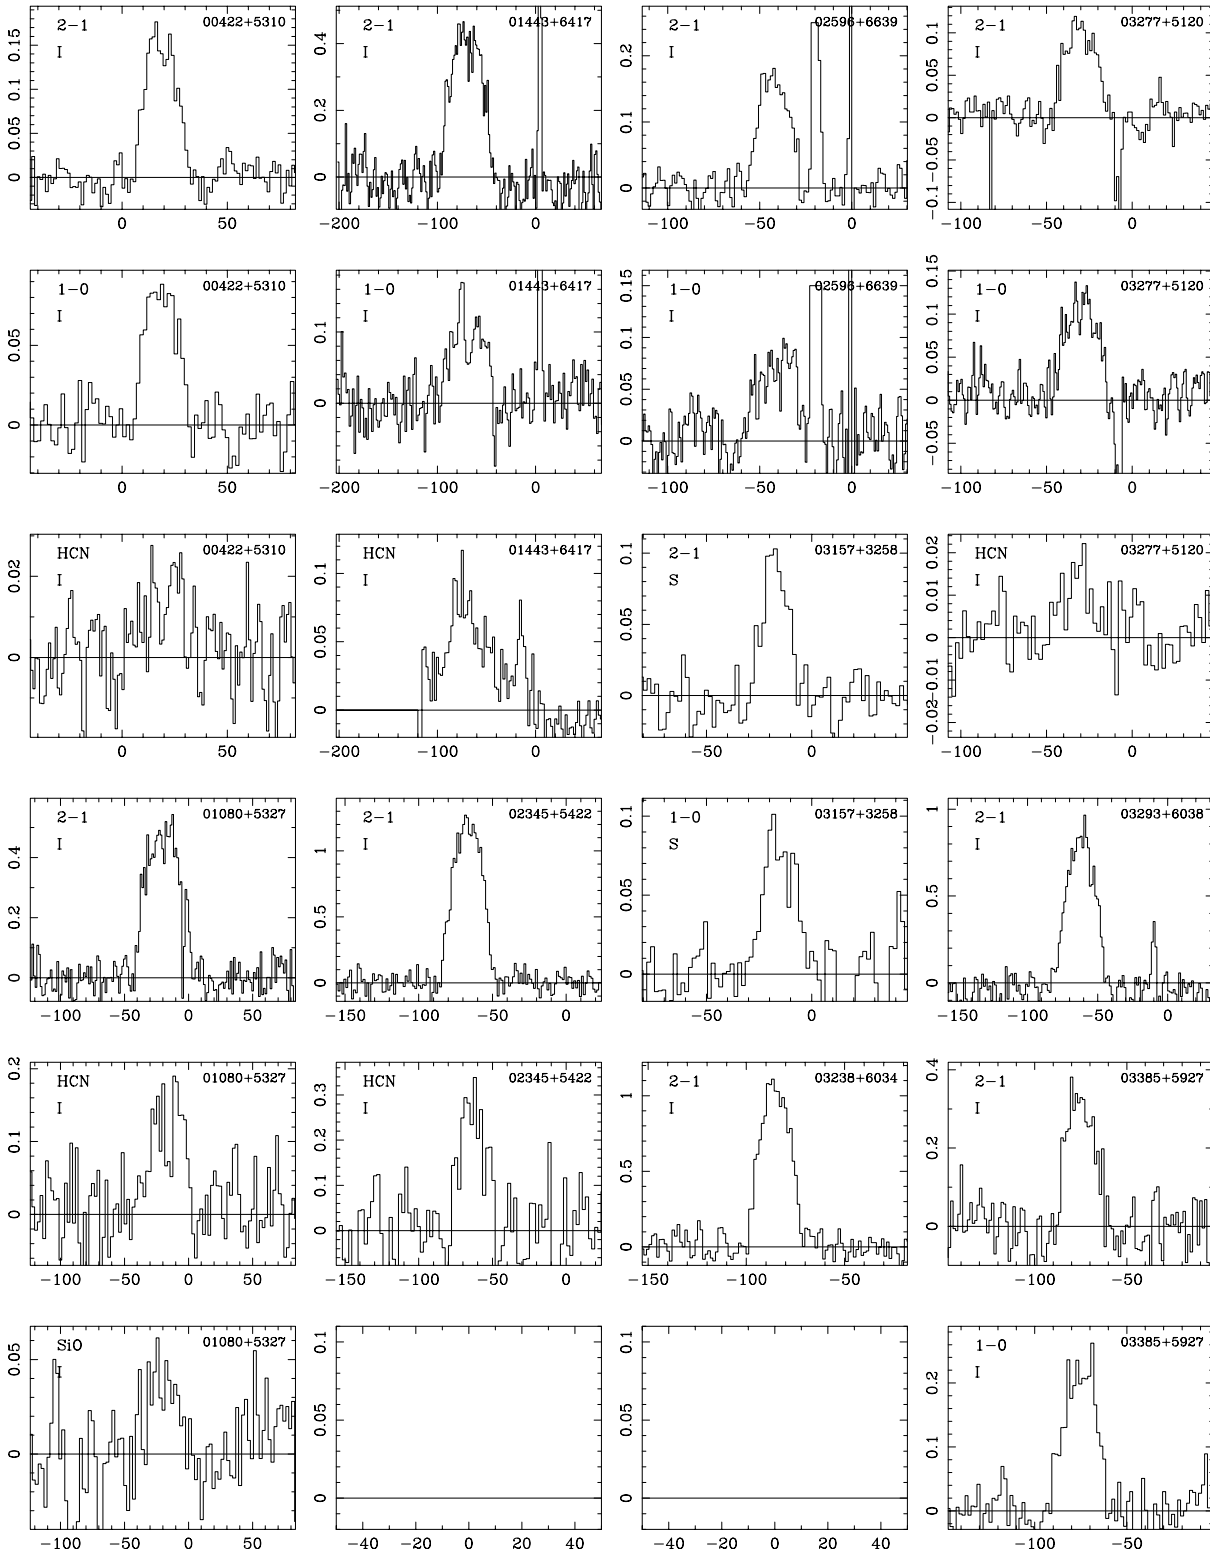 2−1 00422+5310
I
0 0.05 0.1 0.15
0 50
2−1 01443+6417
I
0 0.2 0.4
−200 −100 0
2−1 02596+6639
I
0 0.1 0.2
−100 −50 0
2−1 03277+5120
I
−0.1 −0.05 0 0.05 0.1
−100 −50 0
1−0 00422+5310
I
0 0.05
0 50
1−0 01443+6417
I
0 0.1
−200 −100 0
1−0 02596+6639
I
0 0.05 0.1 0.15
−100 −50 0
1−0 03277+5120
I
−0.05 0 0.05 0.1 0.15
−100 −50 0
HCN 00422+5310
I
0 0.02
0 50
HCN 01443+6417
I
0 0.05 0.1
−200 −100 0
2−1 03157+3258
S
0 0.05 0.1
−50 0
HCN 03277+5120
I
−0.02 −0.01 0 0.01 0.02
−100 −50 0
2−1 01080+5327
I
0 0.2 0.4
−100 −50 0 50
2−1 02345+5422
I
0 0.5 1
−150 −100 −50 0
1−0 03157+3258
S
0 0.05 0.1
−50 0
2−1 03293+6038
I
0 0.5 1
−150 −100 −50 0
HCN 01080+5327
I
0 0.1 0.2
−100 −50 0 50
HCN 02345+5422
I
0 0.1 0.2 0.3
−150 −100 −50 0
2−1 03238+6034
I
0 0.5 1
−150 −100 −50
2−1 03385+5927
I
0 0.2 0.4
−100 −50
SiO 01080+5327
I
0 0.05
−100 −50 0 50
0 0.05 0.1
−40 −20 0 20 40
0 0.05 0.1
−40 −20 0 20 40
1−0 03385+5927
I
0 0.1 0.2
−100 −50